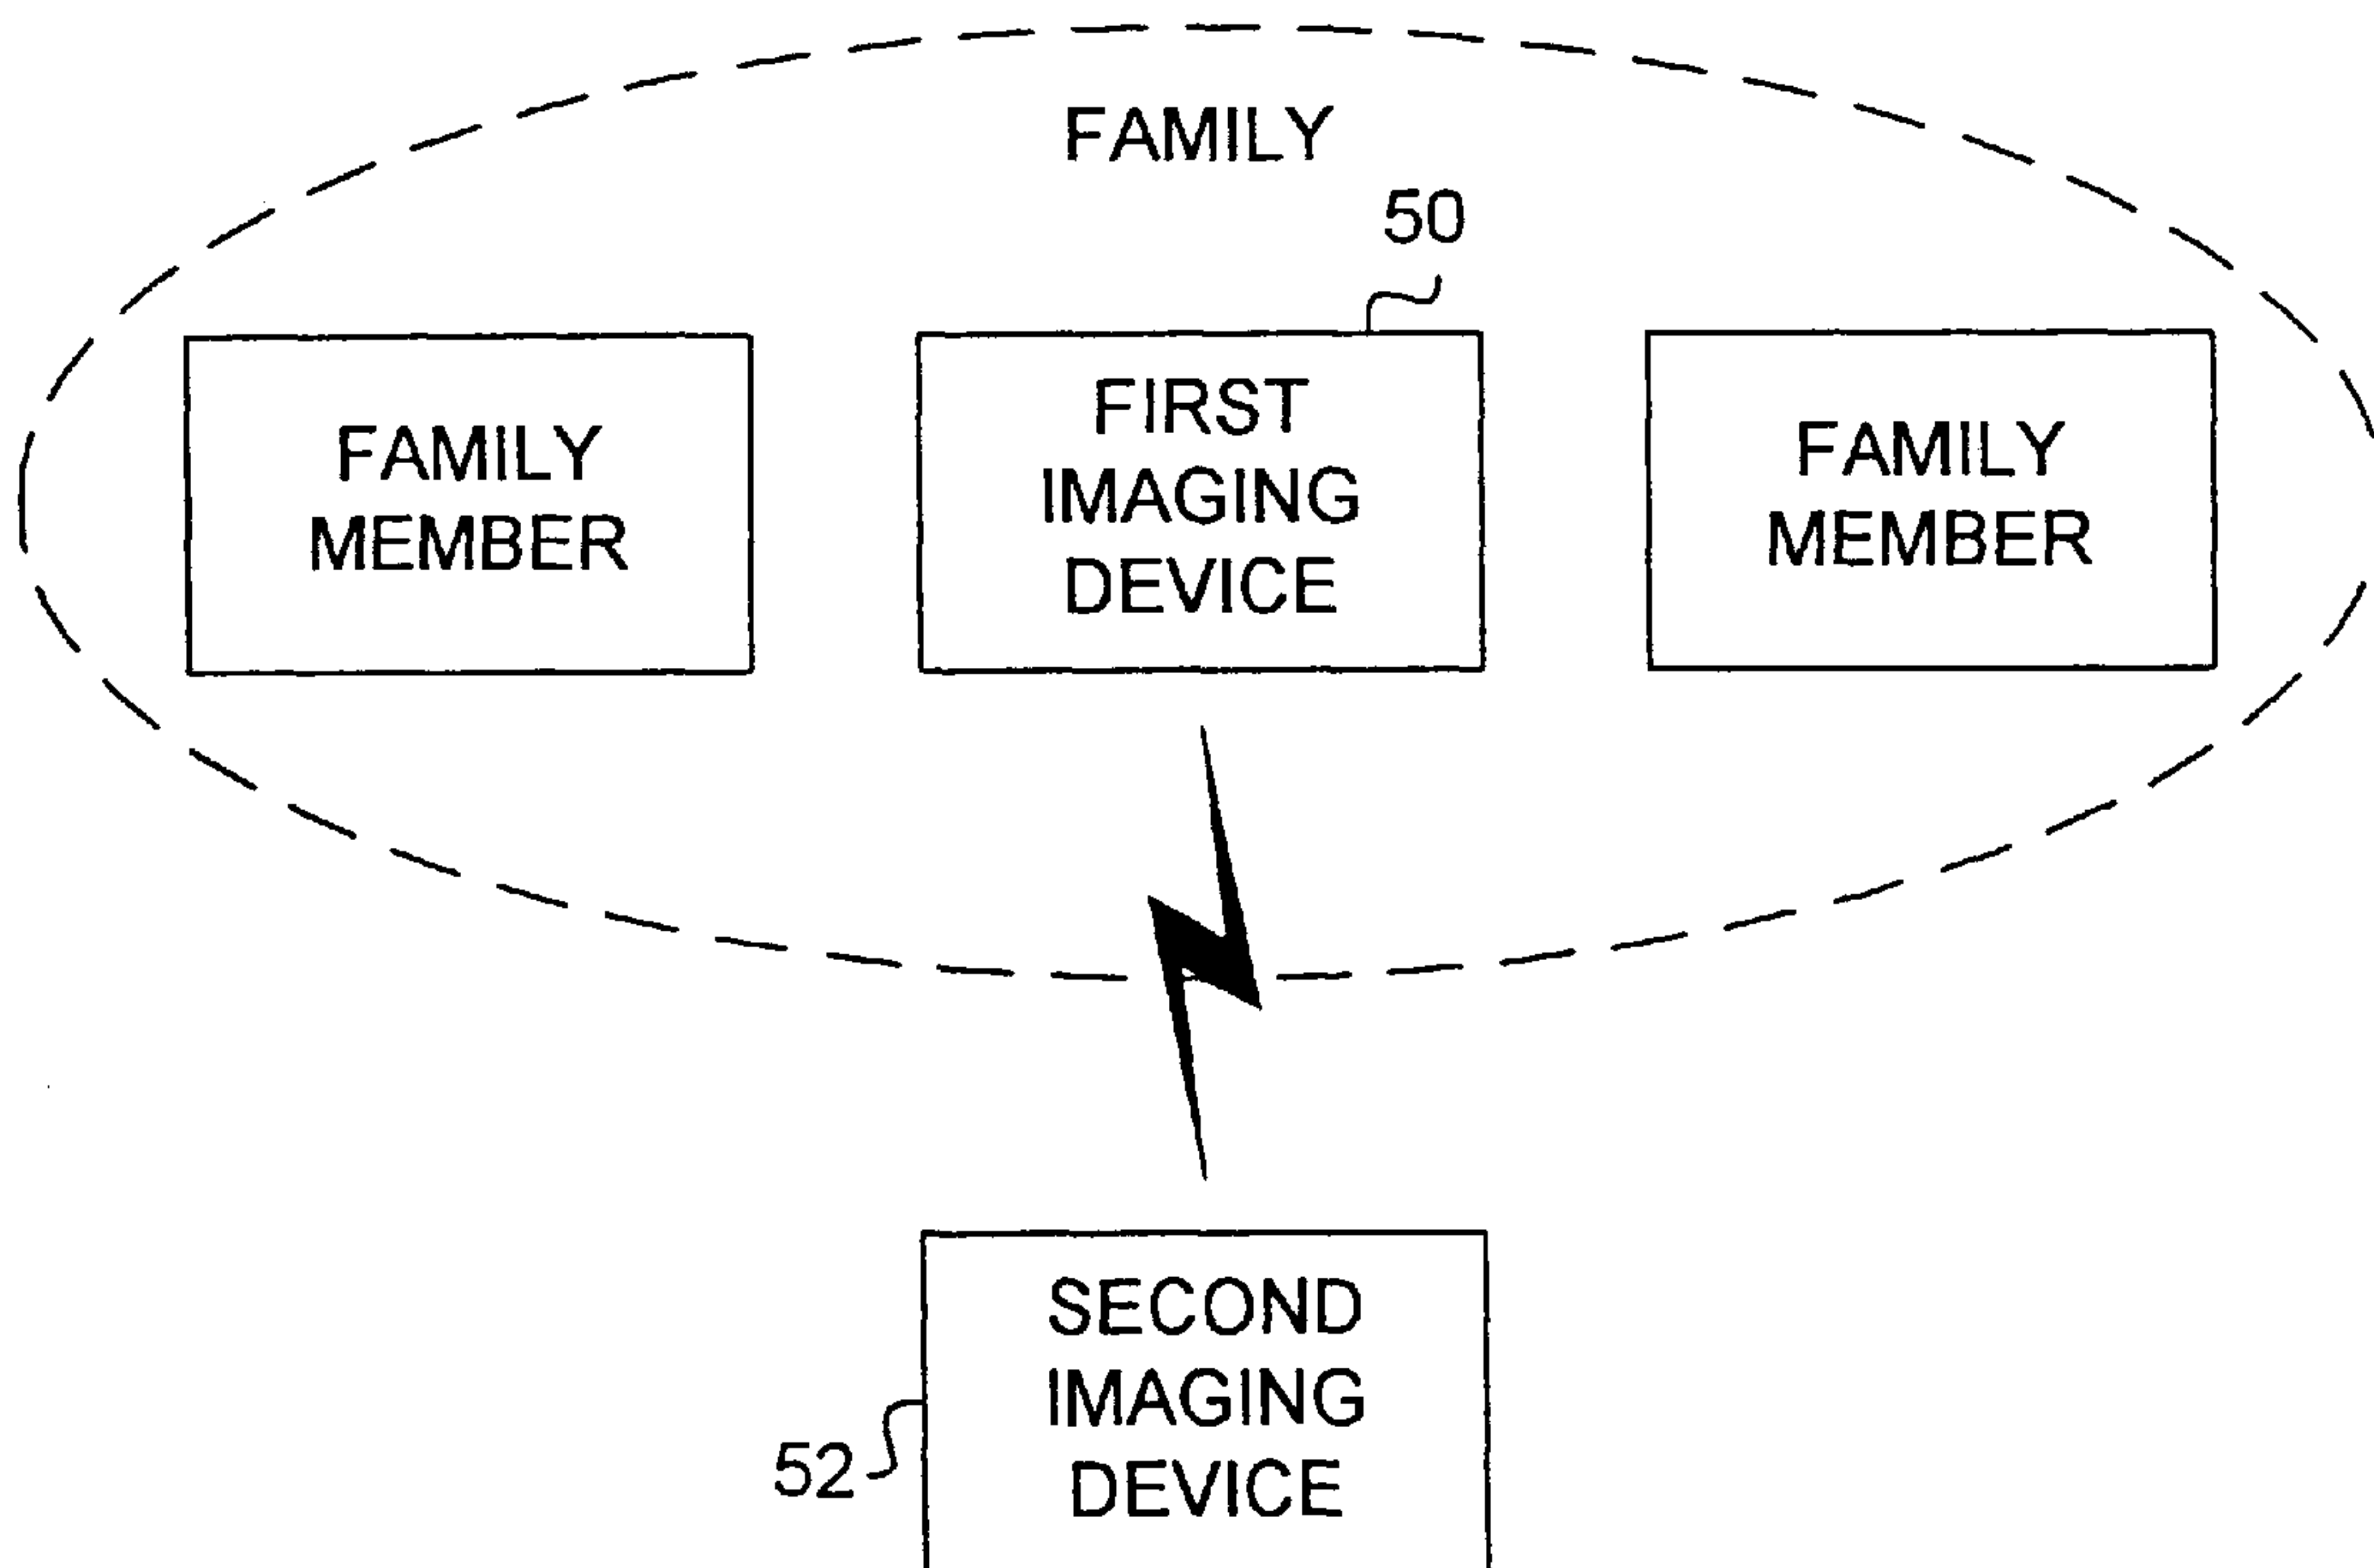 FAMILY
50
FAMILY
MEMBER
FIRST
IMAGING
DEVICE
FAMILY
MEMBER
SECOND
IMAGING
DEVICE
52